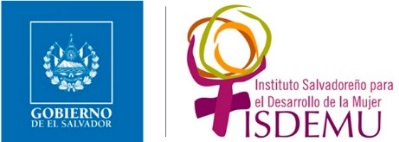 GOBIERNO
DE EL SALVADOR
Instituto Salvadoreño para
el Desarrollo de la Mujer
ISDEMU